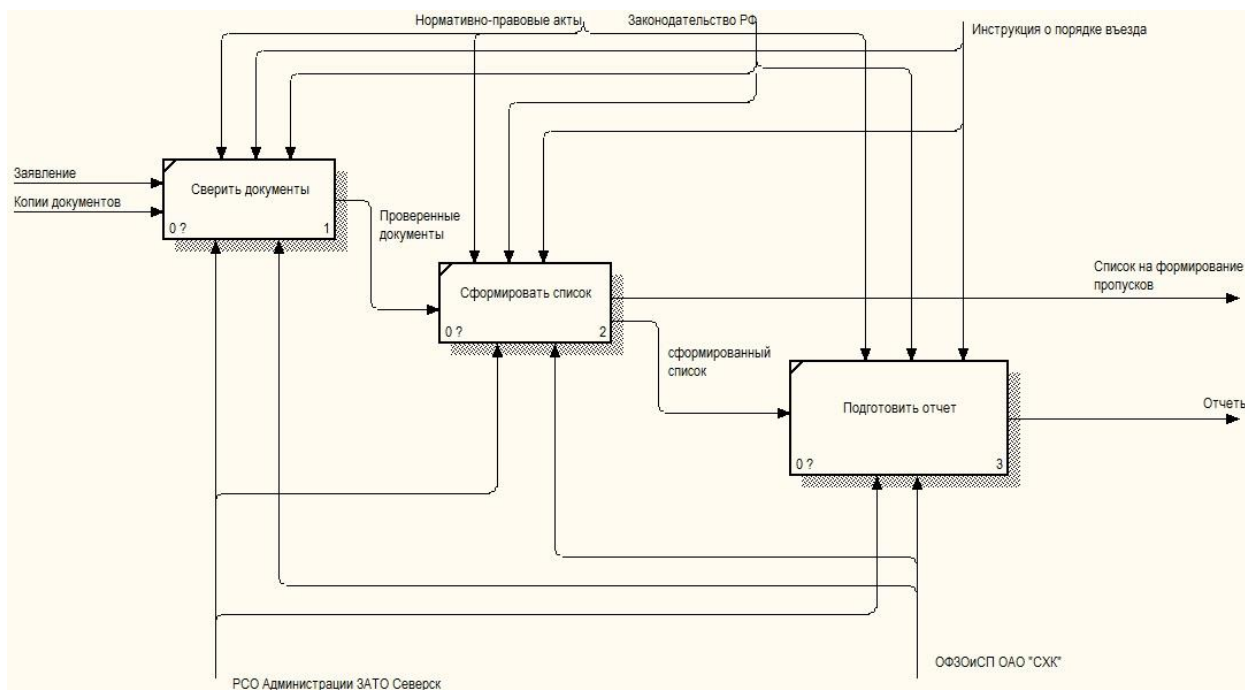 Нормативно-правовые акты
Законодательство РФ
Инструкция о порядке въезда
Заявление
Копии документов
Сверить документы
0 ?
1
Проверенные
документы
Сформировать список
0 ?
2
Список на формирование
пропусков
сформированный
список
Подготовить отчет
0 ?
3
Отчеть
ОФЗОиСП ОАО "СХК"
РСО Администрации ЗАТО Северск